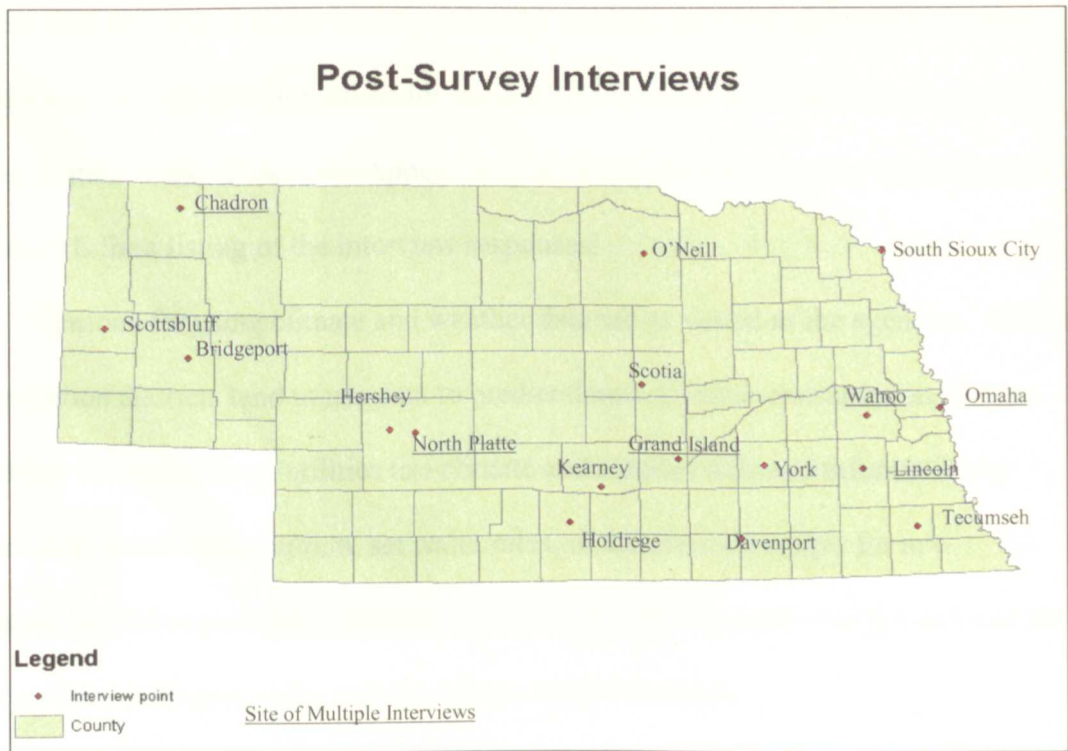 Post-Survey Interviews
Chadron
O'Neill
South Sioux City
Scottsbluff
Bridgeport
Scotia
Hershey
Wahoo
Omaha
North Platte
Grand Island
Kearney
York
Lincoln
Tecumseh
Holdrege
Davenport
Legend
Interview point
County
Site of Multiple Interviews